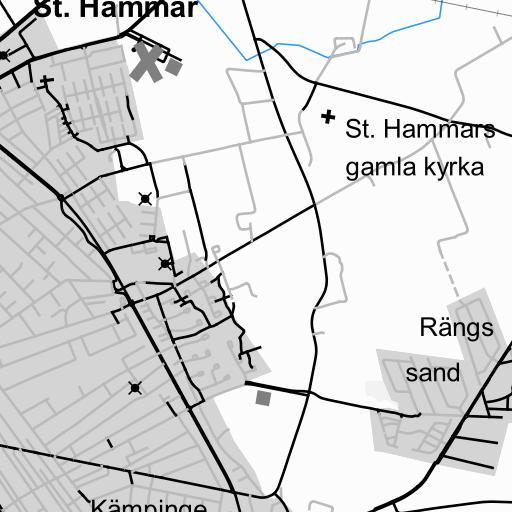 St. Hammar
St. Hammars
gamla kyrka
Rängs
sand
Kämpinge